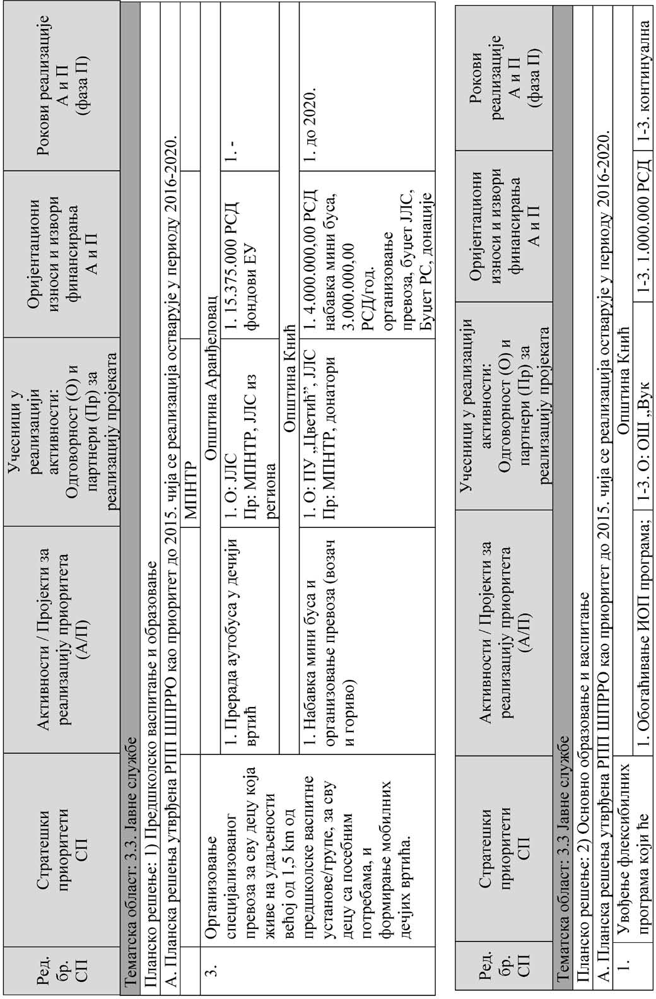 Ред.
бр.
СП
Стратешки
приоритети
СП
Активности / Пројекти за
реализацију приоритета
(А/П)
Учесници у
реализацији
активности:
Одговорност (О) и
партнери (Пр) за
реализацију пројеката
Оријентациони
износи и извори
финансирања
А и П
Рокови реализације
А и П
(фаза П)
Тематска област: 3.3. Јавне службе
Планско решење: 1) Предшколско васпитање и образовање
А. Планска решења утврђена РПП ШПРРО као приоритет до 2015. чија се реализација остварује у периоду 2016-2020.
МПНТР
3.
Организовање
специјализованог
превоза за сву децу која
живе на удаљености
већој од 1,5 km од
предшколске васпитне
установе/групе, за сву
децу са посебним
потребама, и
формирање мобилних
дечјих вртића.
Општина Аранђеловац
1. Прерада аутобуса у дечији
вртић
1. О: ЈЛС
Пр: МПНТР, ЈЛС из
региона
1. 15.375.000 РСД
фондови ЕУ
1. -
Општина Кнић
1. Набавка мини буса и
организовање превоза (возач
и гориво)
1. О: ПУ „Цветић”, ЈЛС
Пр: МПНТР, донатори
1. 4.000.000,00 РСД
набавка мини буса,
3.000.000,00
РСД/год.
организовање
превоза, буџет ЈЛС,
Буџет РС, донације
1. до 2020.
Ред.
бр.
СП
Стратешки
приоритети
СП
Активности / Пројекти за
реализацију приоритета
(А/П)
Учесници у реализацији
активности:
Одговорност (О) и
партнери (Пр) за
реализацију пројеката
Оријентациони
износи и извори
финансирања
А и П
Рокови
реализације
А и П
(фаза П)
Тематска област: 3.3 Јавне службе
Планско решење: 2) Основно образовање и васпитање
А. Планска решења утврђена РПП ШПРРО као приоритет до 2015. чија се реализација остварује у периоду 2016-2020.
1.
Увођење флексибилних
програма који ће
Општина Кнић
1. Обогаћивање ИОП програма;
1-3. О: ОШ „Вук
1-3. 1.000.000 РСД
1-3. континуална